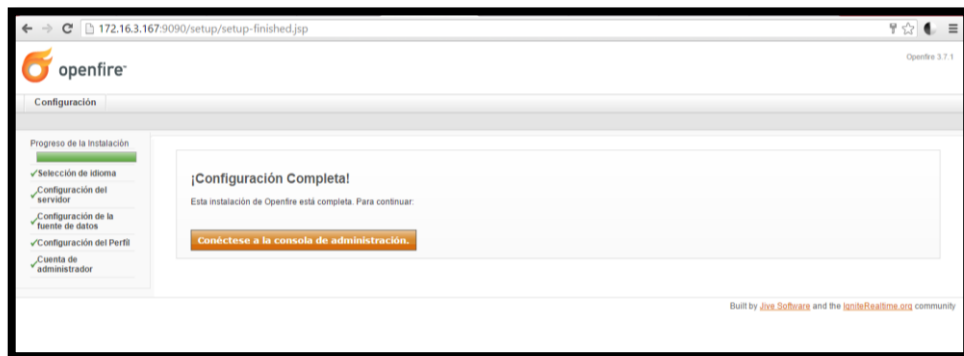 172.16.3.167:9090/setup/setup-finished.jsp
openfire™
Openfire 3.7.1
Configuración
Progreso de la Instalación
Selección de Idioma
Configuración del
servidor
Configuración de la
fuente de datos
Configuración del Perfil
Cuenta de
administrador
¡Configuración Completa!
Esta instalación de Openfire está completa. Para continuar:
Conéctese a la consola de administración.
Built by Jive Software and the IgniteRealtime.org community